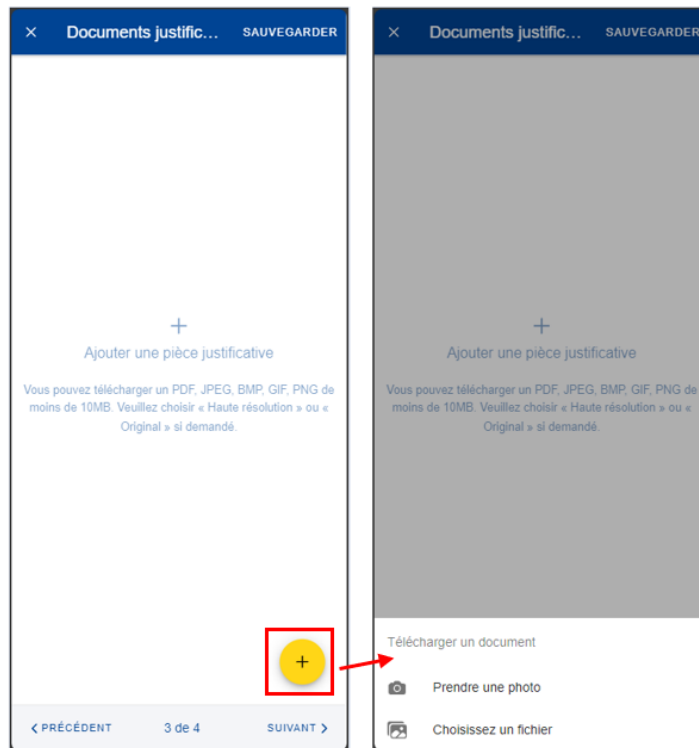 × Documents justific... SAUVEGARDER
+
Ajouter une pièce justificative
Vous pouvez télécharger un PDF, JPEG, BMP, GIF, PNG de
moins de 10MB. Veuillez choisir « Haute résolution » ou «
Original » si demandé.
+
< PRÉCÉDENT 3 de 4 SUIVANT >
× Documents justific... SAUVEGARDER
+
Ajouter une pièce justificative
Vous pouvez télécharger un PDF, JPEG, BMP, GIF, PNG de
moins de 10MB. Veuillez choisir « Haute résolution » ou «
Original » si demandé.
Télécharger un document
Prendre une photo
Choisissez un fichier